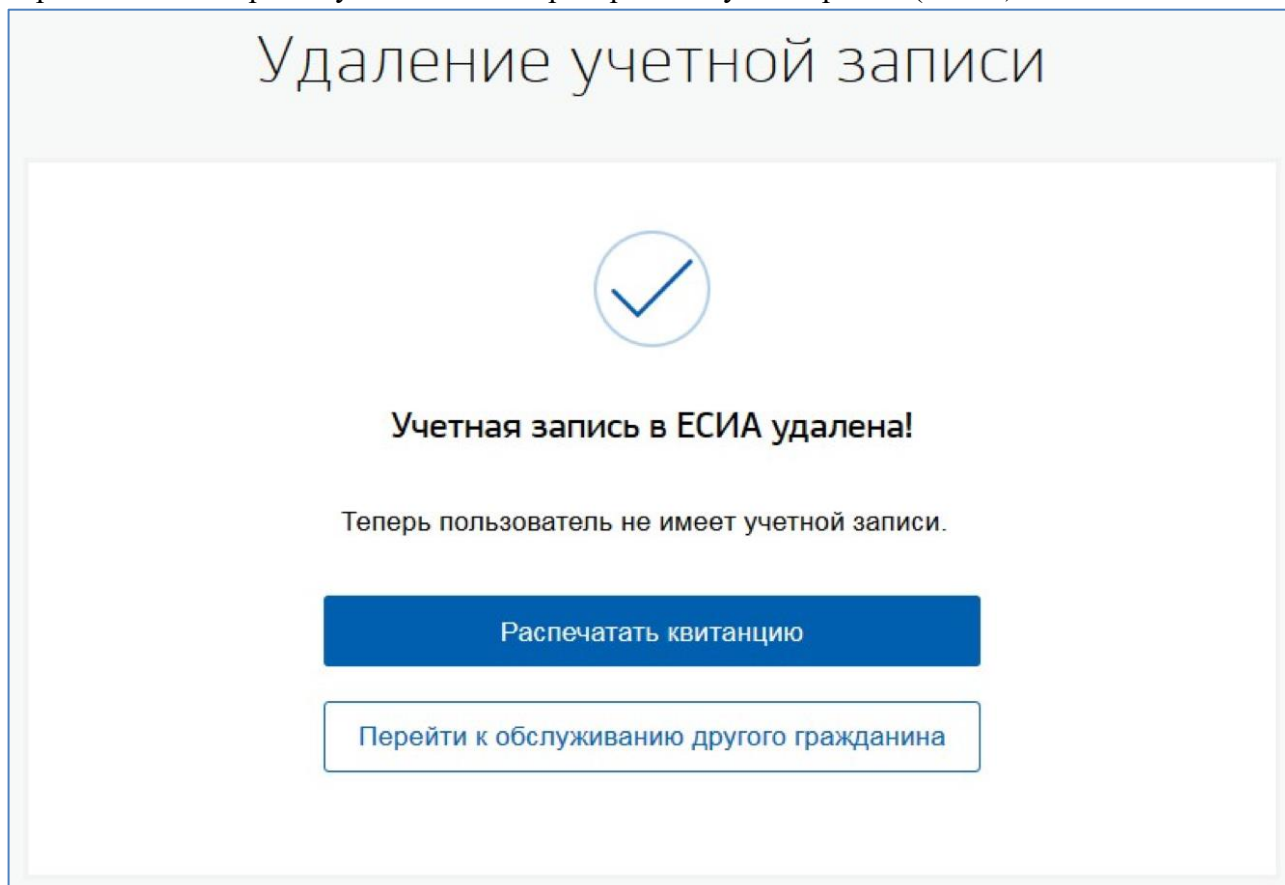 Удаление учетной записи
Учетная запись в ЕСИА удалена!
Теперь пользователь не имеет учетной записи.
Распечатать квитанцию
Перейти к обслуживанию другого гражданина